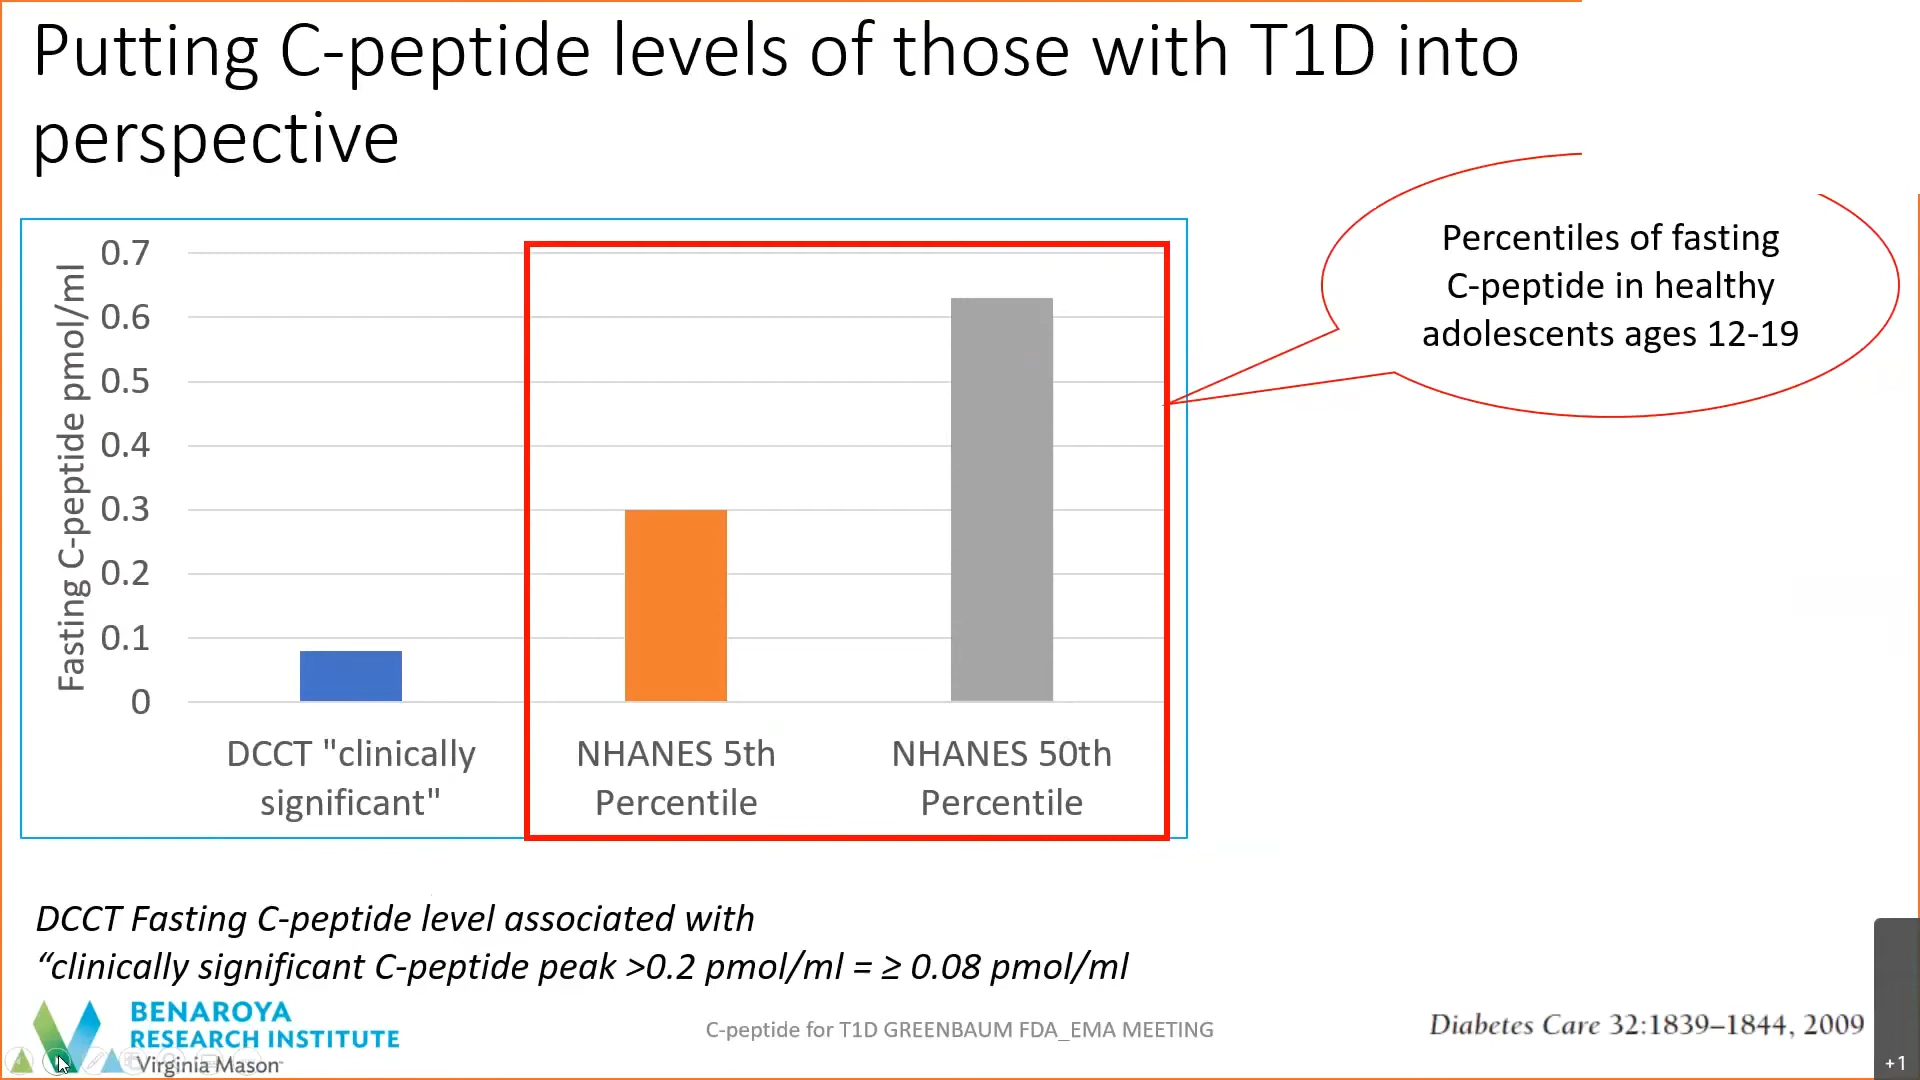 Putting C-peptide levels of those with T1D into
perspective
Percentiles of fasting
C-peptide in healthy
adolescents ages 12-19
Fasting C-peptide pmol/ml
0.7
0.6
0.5
0.4
0.3
0.2
0.1
0
DCCT "clinically
significant"
NHANES 5th
Percentile
NHANES 50th
Percentile
DCCT Fasting C-peptide level associated with
“clinically significant C-peptide peak >0.2 pmol/ml = ≥ 0.08 pmol/ml
BENAROYA
RESEARCH INSTITUTE
Virginia Mason
C-peptide for T1D GREENBAUM FDA_EMA MEETING
Diabetes Care 32:1839–1844, 2009
+1